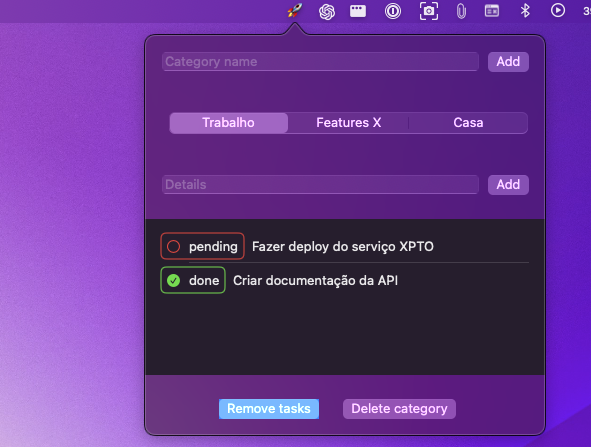 Category name Add
Trabalho Features X Casa
Details Add
pending Fazer deploy do serviço XPTO
done Criar documentação da API
Remove tasks Delete category